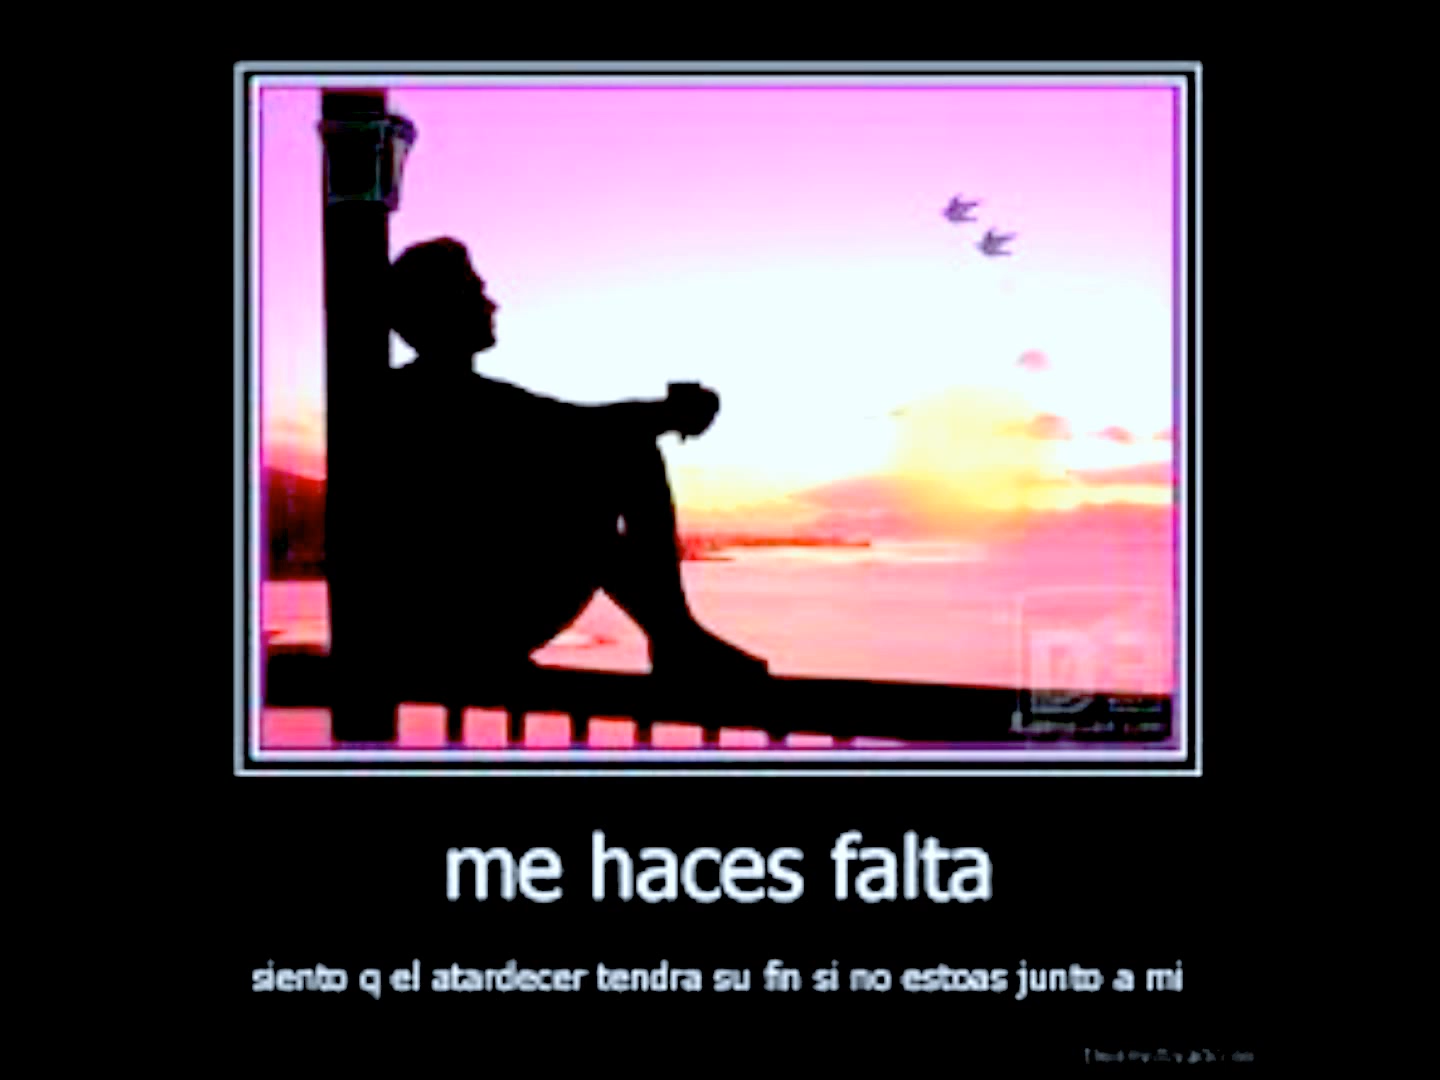 me haces falta
siento q el atardecer tendra su fin si no estoas junto a mi